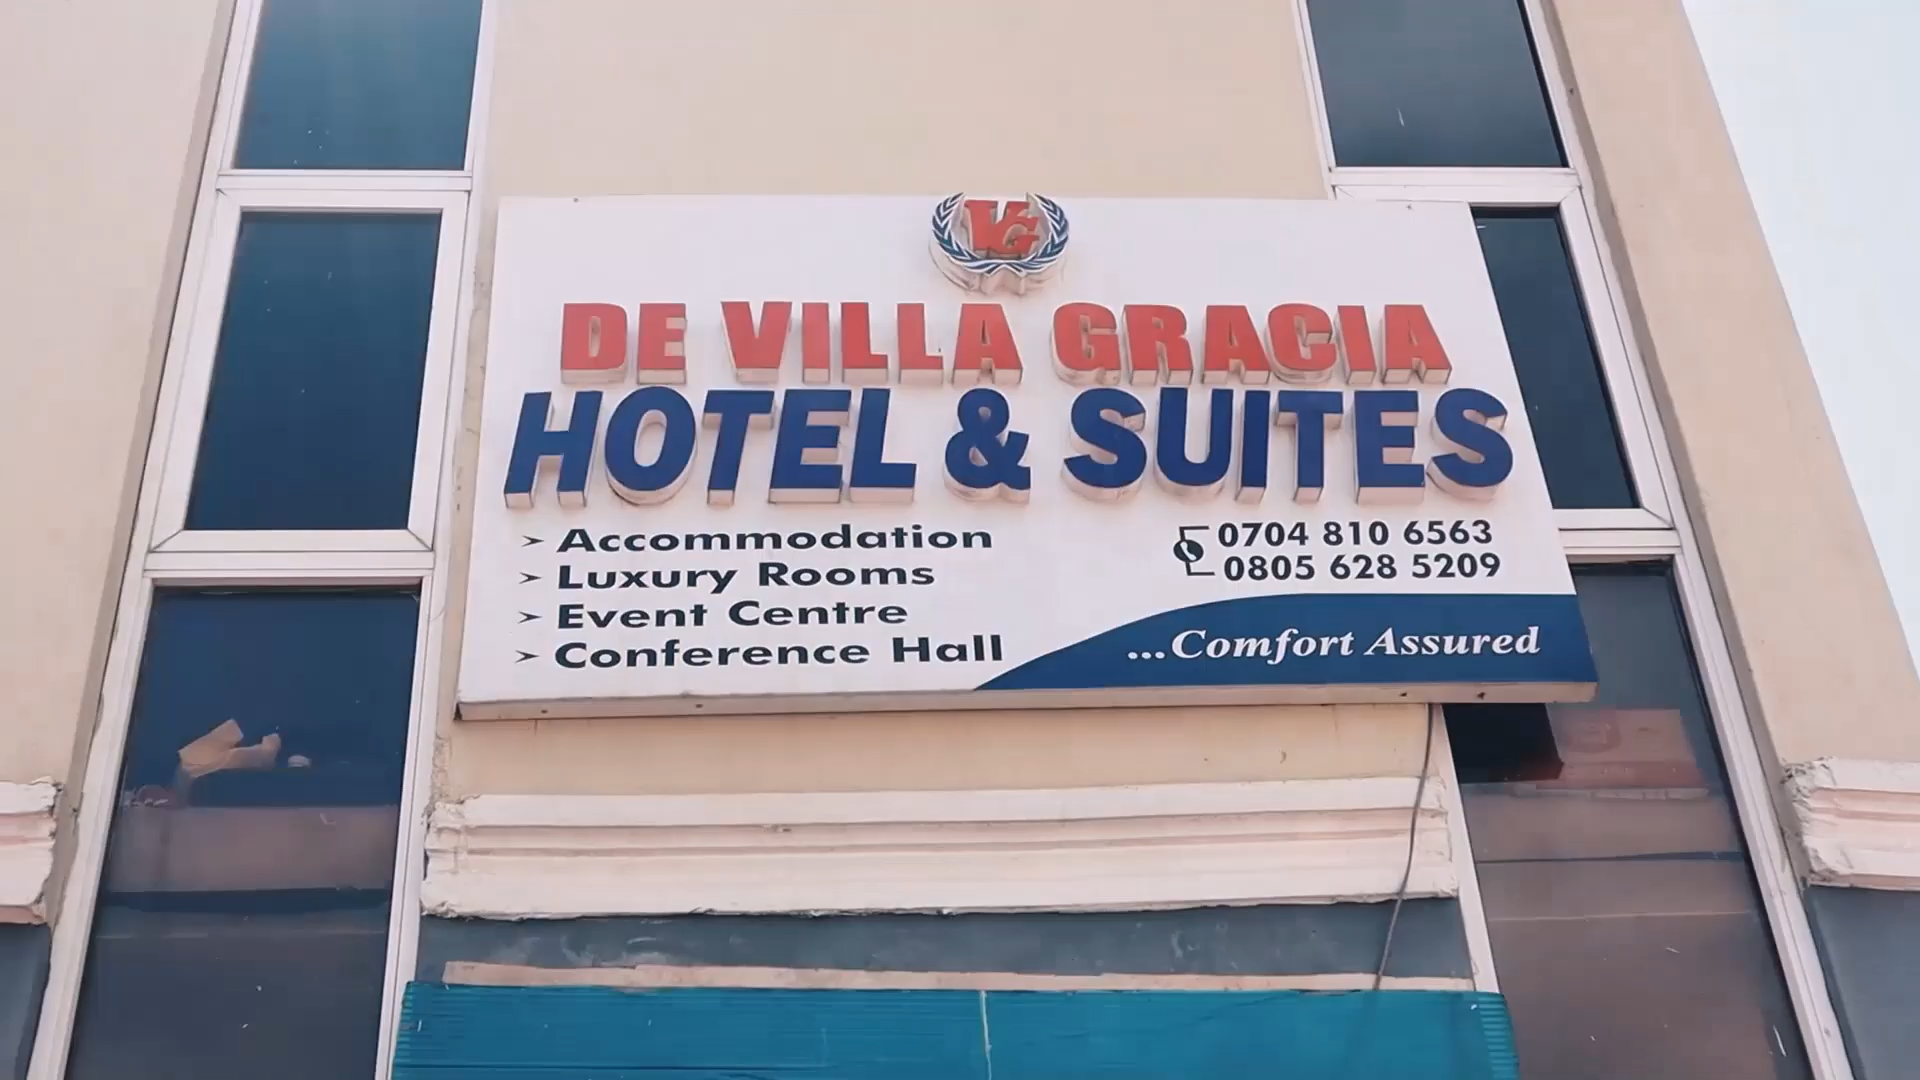 VG
DE VILLA GRACIA
HOTEL & SUITES
➢ Accommodation
➢ Luxury Rooms
➢ Event Centre
➢ Conference Hall
0704 810 6563
0805 628 5209
...Comfort Assured